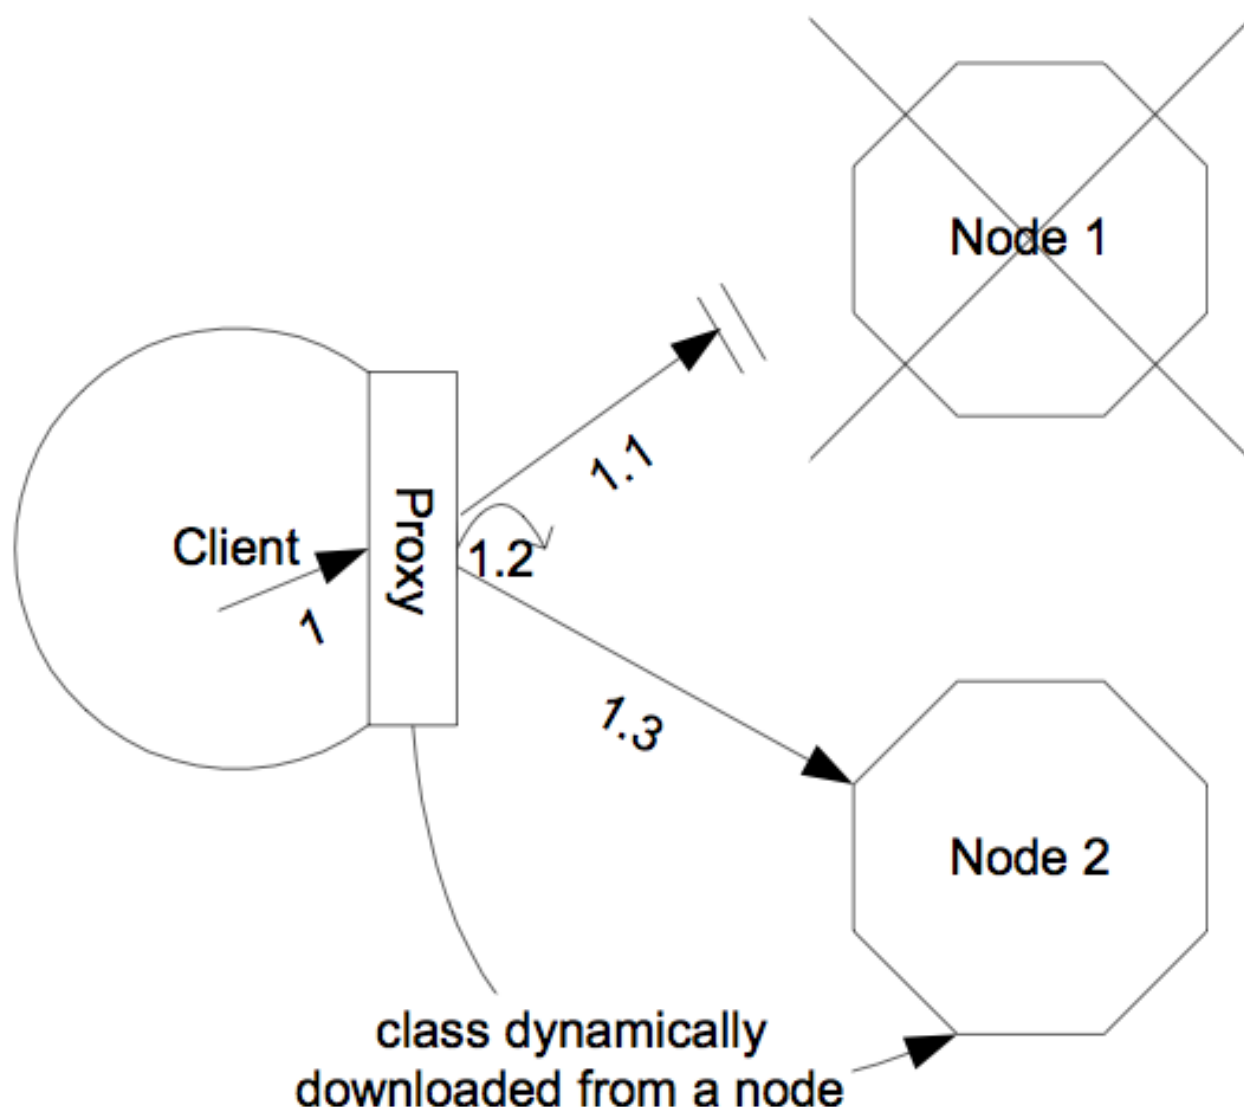 Node 1
1.1
Proxy
Client
1.2
1
1.3
Node 2
class dynamically
downloaded from a node